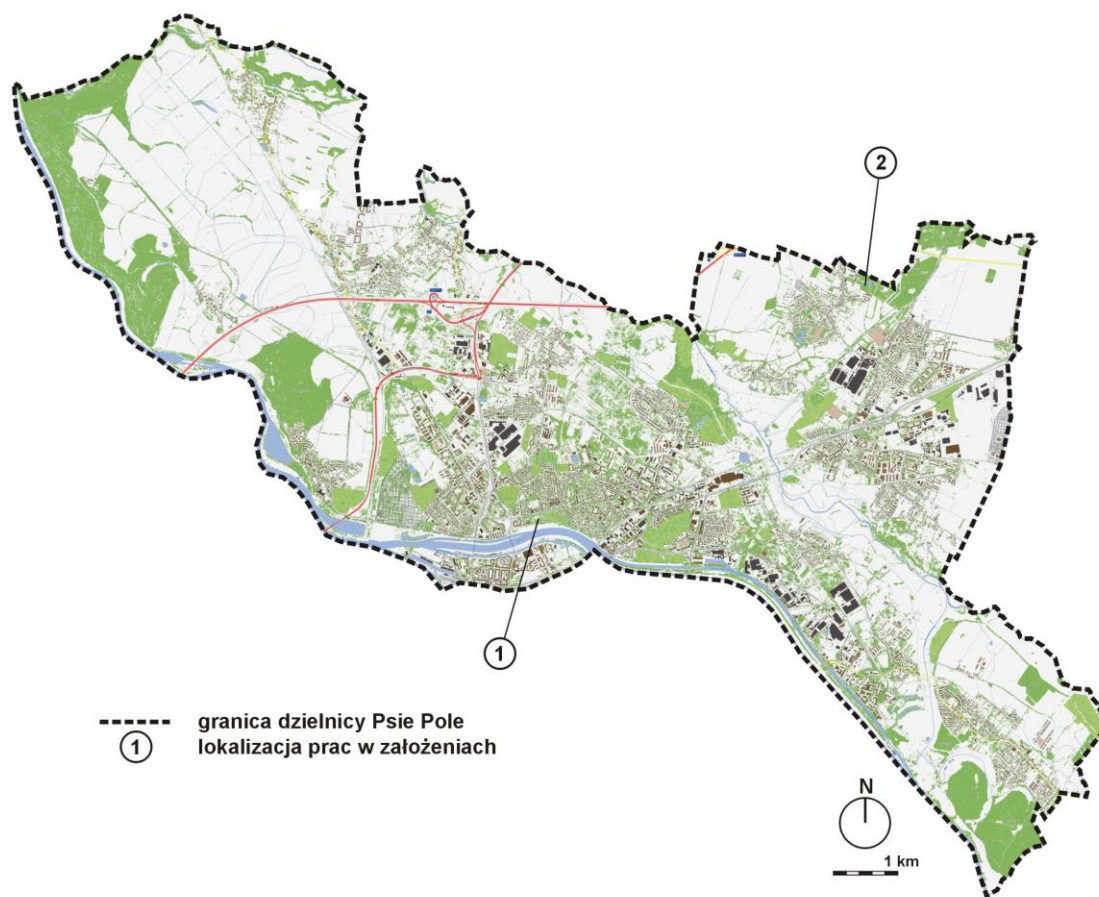 2
1
granica dzielnicy Psie Pole
1 lokalizacja prac w założeniach
N
1 km